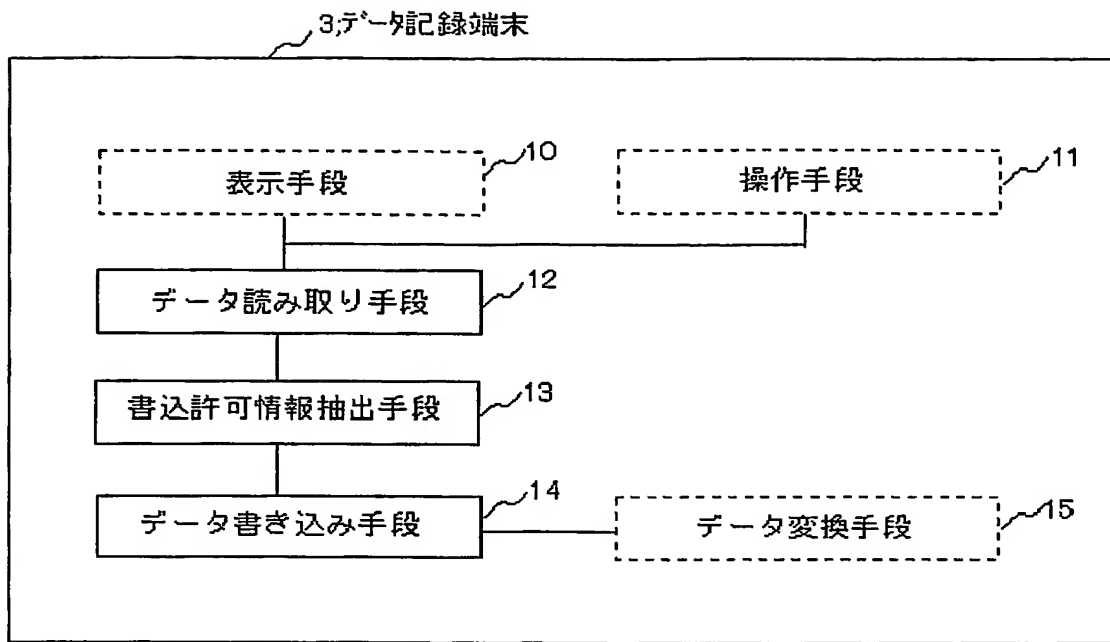 3;データ記録端末
表示手段
10
操作手段
11
データ読み取り手段
12
書込許可情報抽出手段
13
データ書き込み手段
14
データ変換手段
15